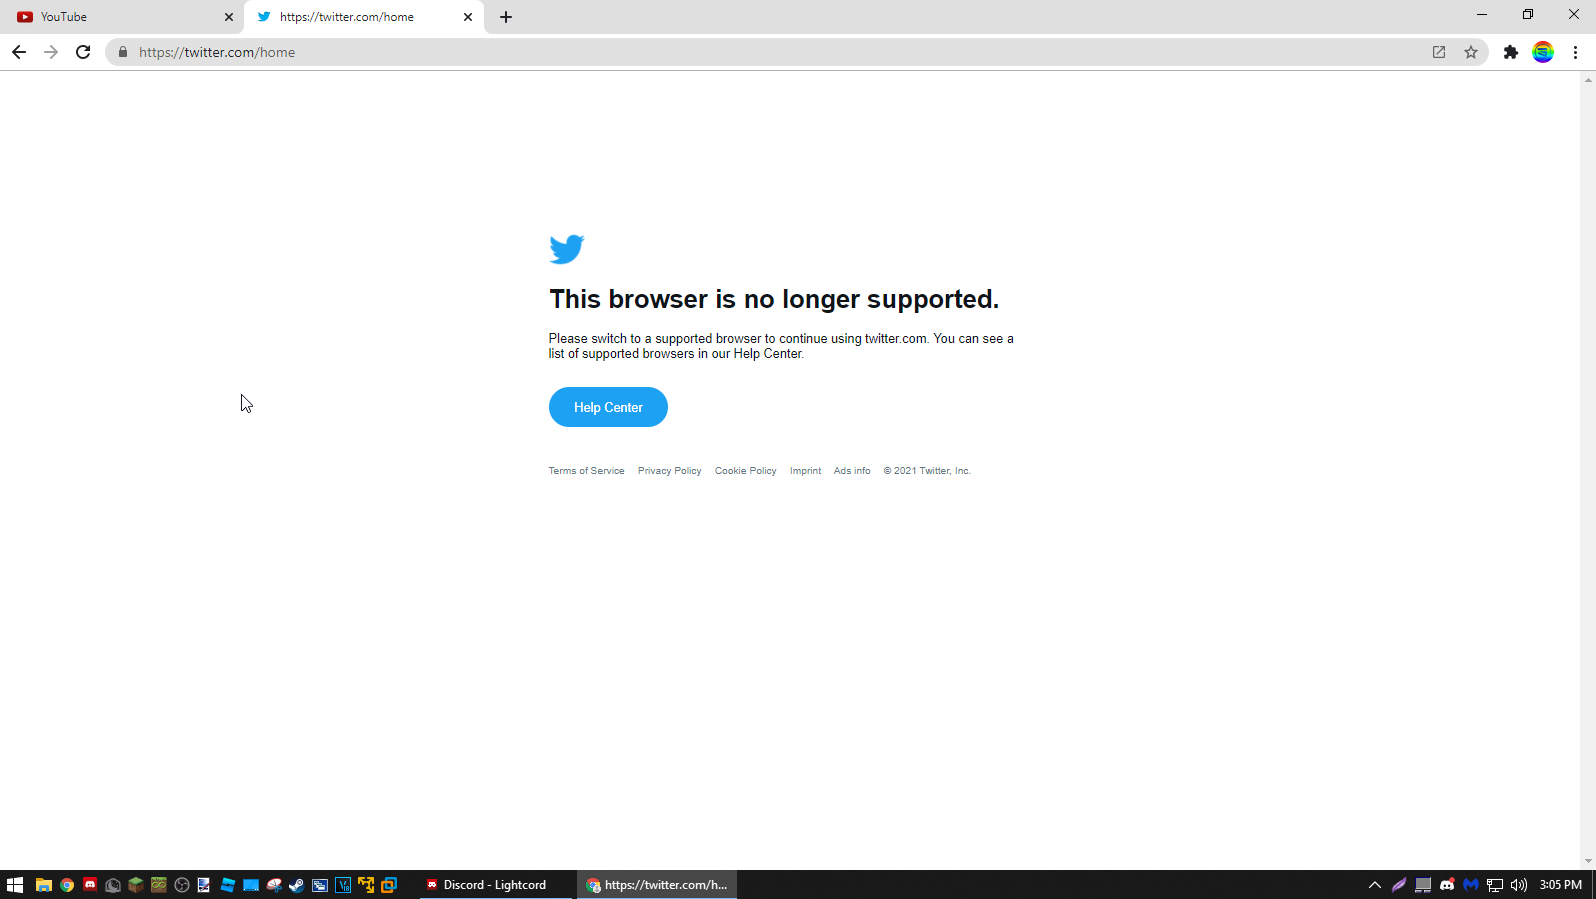 YouTube
https://twitter.com/home
https://twitter.com/home
This browser is no longer supported.
Please switch to a supported browser to continue using twitter.com. You can see a
list of supported browsers in our Help Center.
Help Center
Terms of Service Privacy Policy Cookie Policy Imprint Ads info © 2021 Twitter, Inc.
Discord - Lightcord
https://twitter.com/h...
3:05 PM